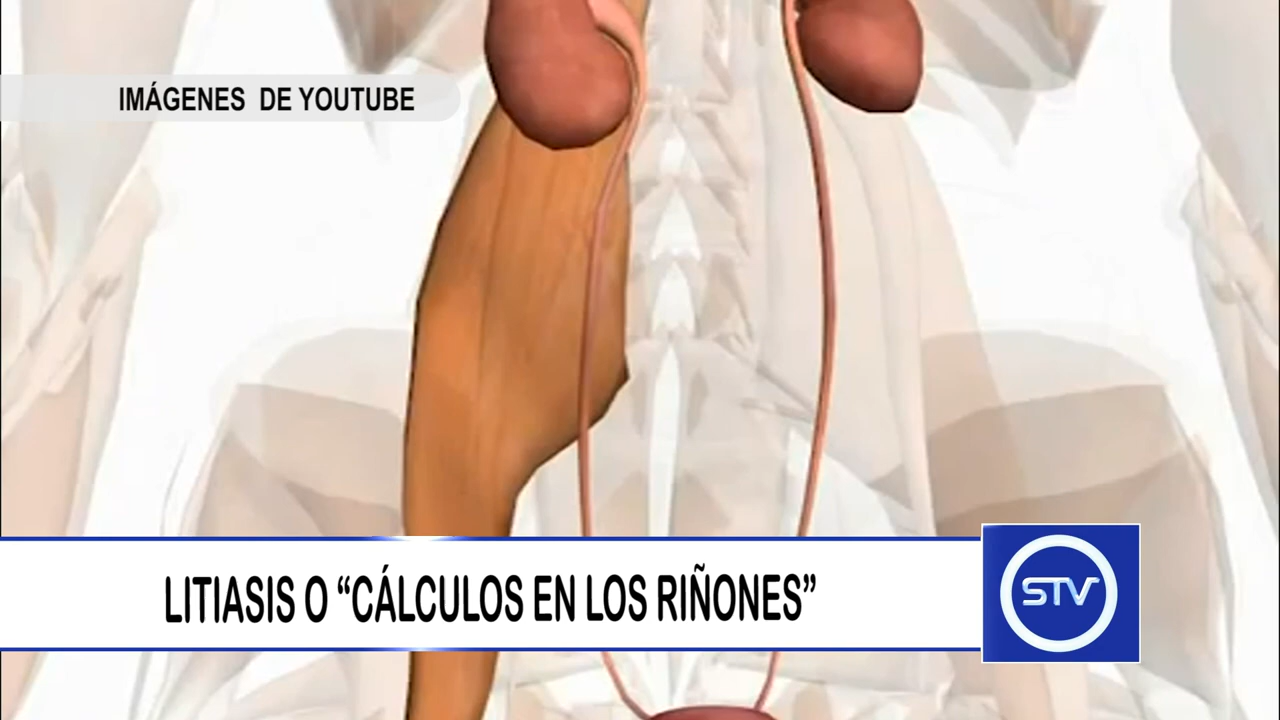 IMÁGENES DE YOUTUBE
LITIASIS O “CÁLCULOS EN LOS RIÑONES”
STV